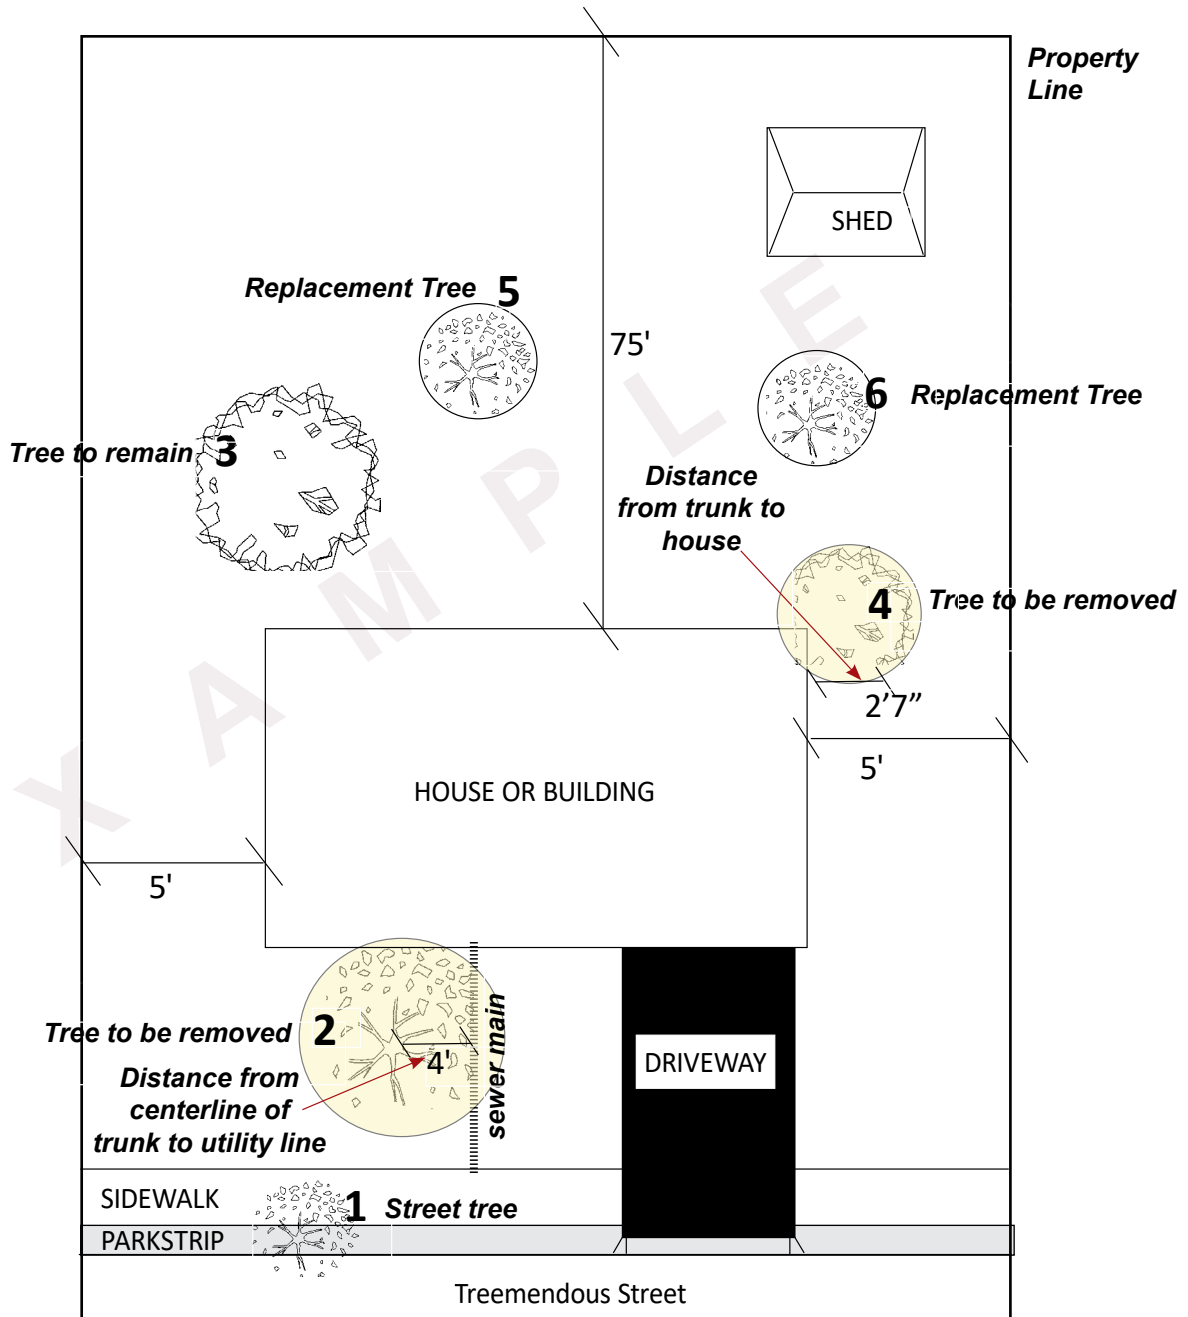 Property
Line
SHED
Replacement Tree 5
75'
6 Replacement Tree
Tree to remain 3
Distance
from trunk to
house
4 Tree to be removed
2’7”
5'
HOUSE OR BUILDING
5'
Tree to be removed 2
4'
sewer main
Distance from
centerline of
trunk to utility line
DRIVEWAY
SIDEWALK
1 Street tree
PARKSTRIP
Treemendous Street
X A M P L E